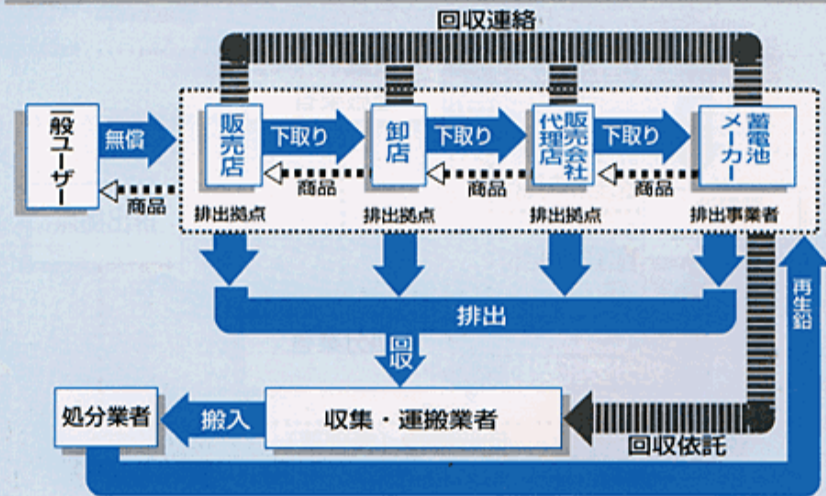 回収連絡
一般ユーザー
無償
販売店
下取り
卸店
下取り
販売会社
代理店
下取り
蓄電池
メーカー
商品
商品
商品
商品
排出拠点
排出拠点
排出拠点
排出事業者
排出
回収
再生鉛
処分業者
搬入
収集・運搬業者
回収依託